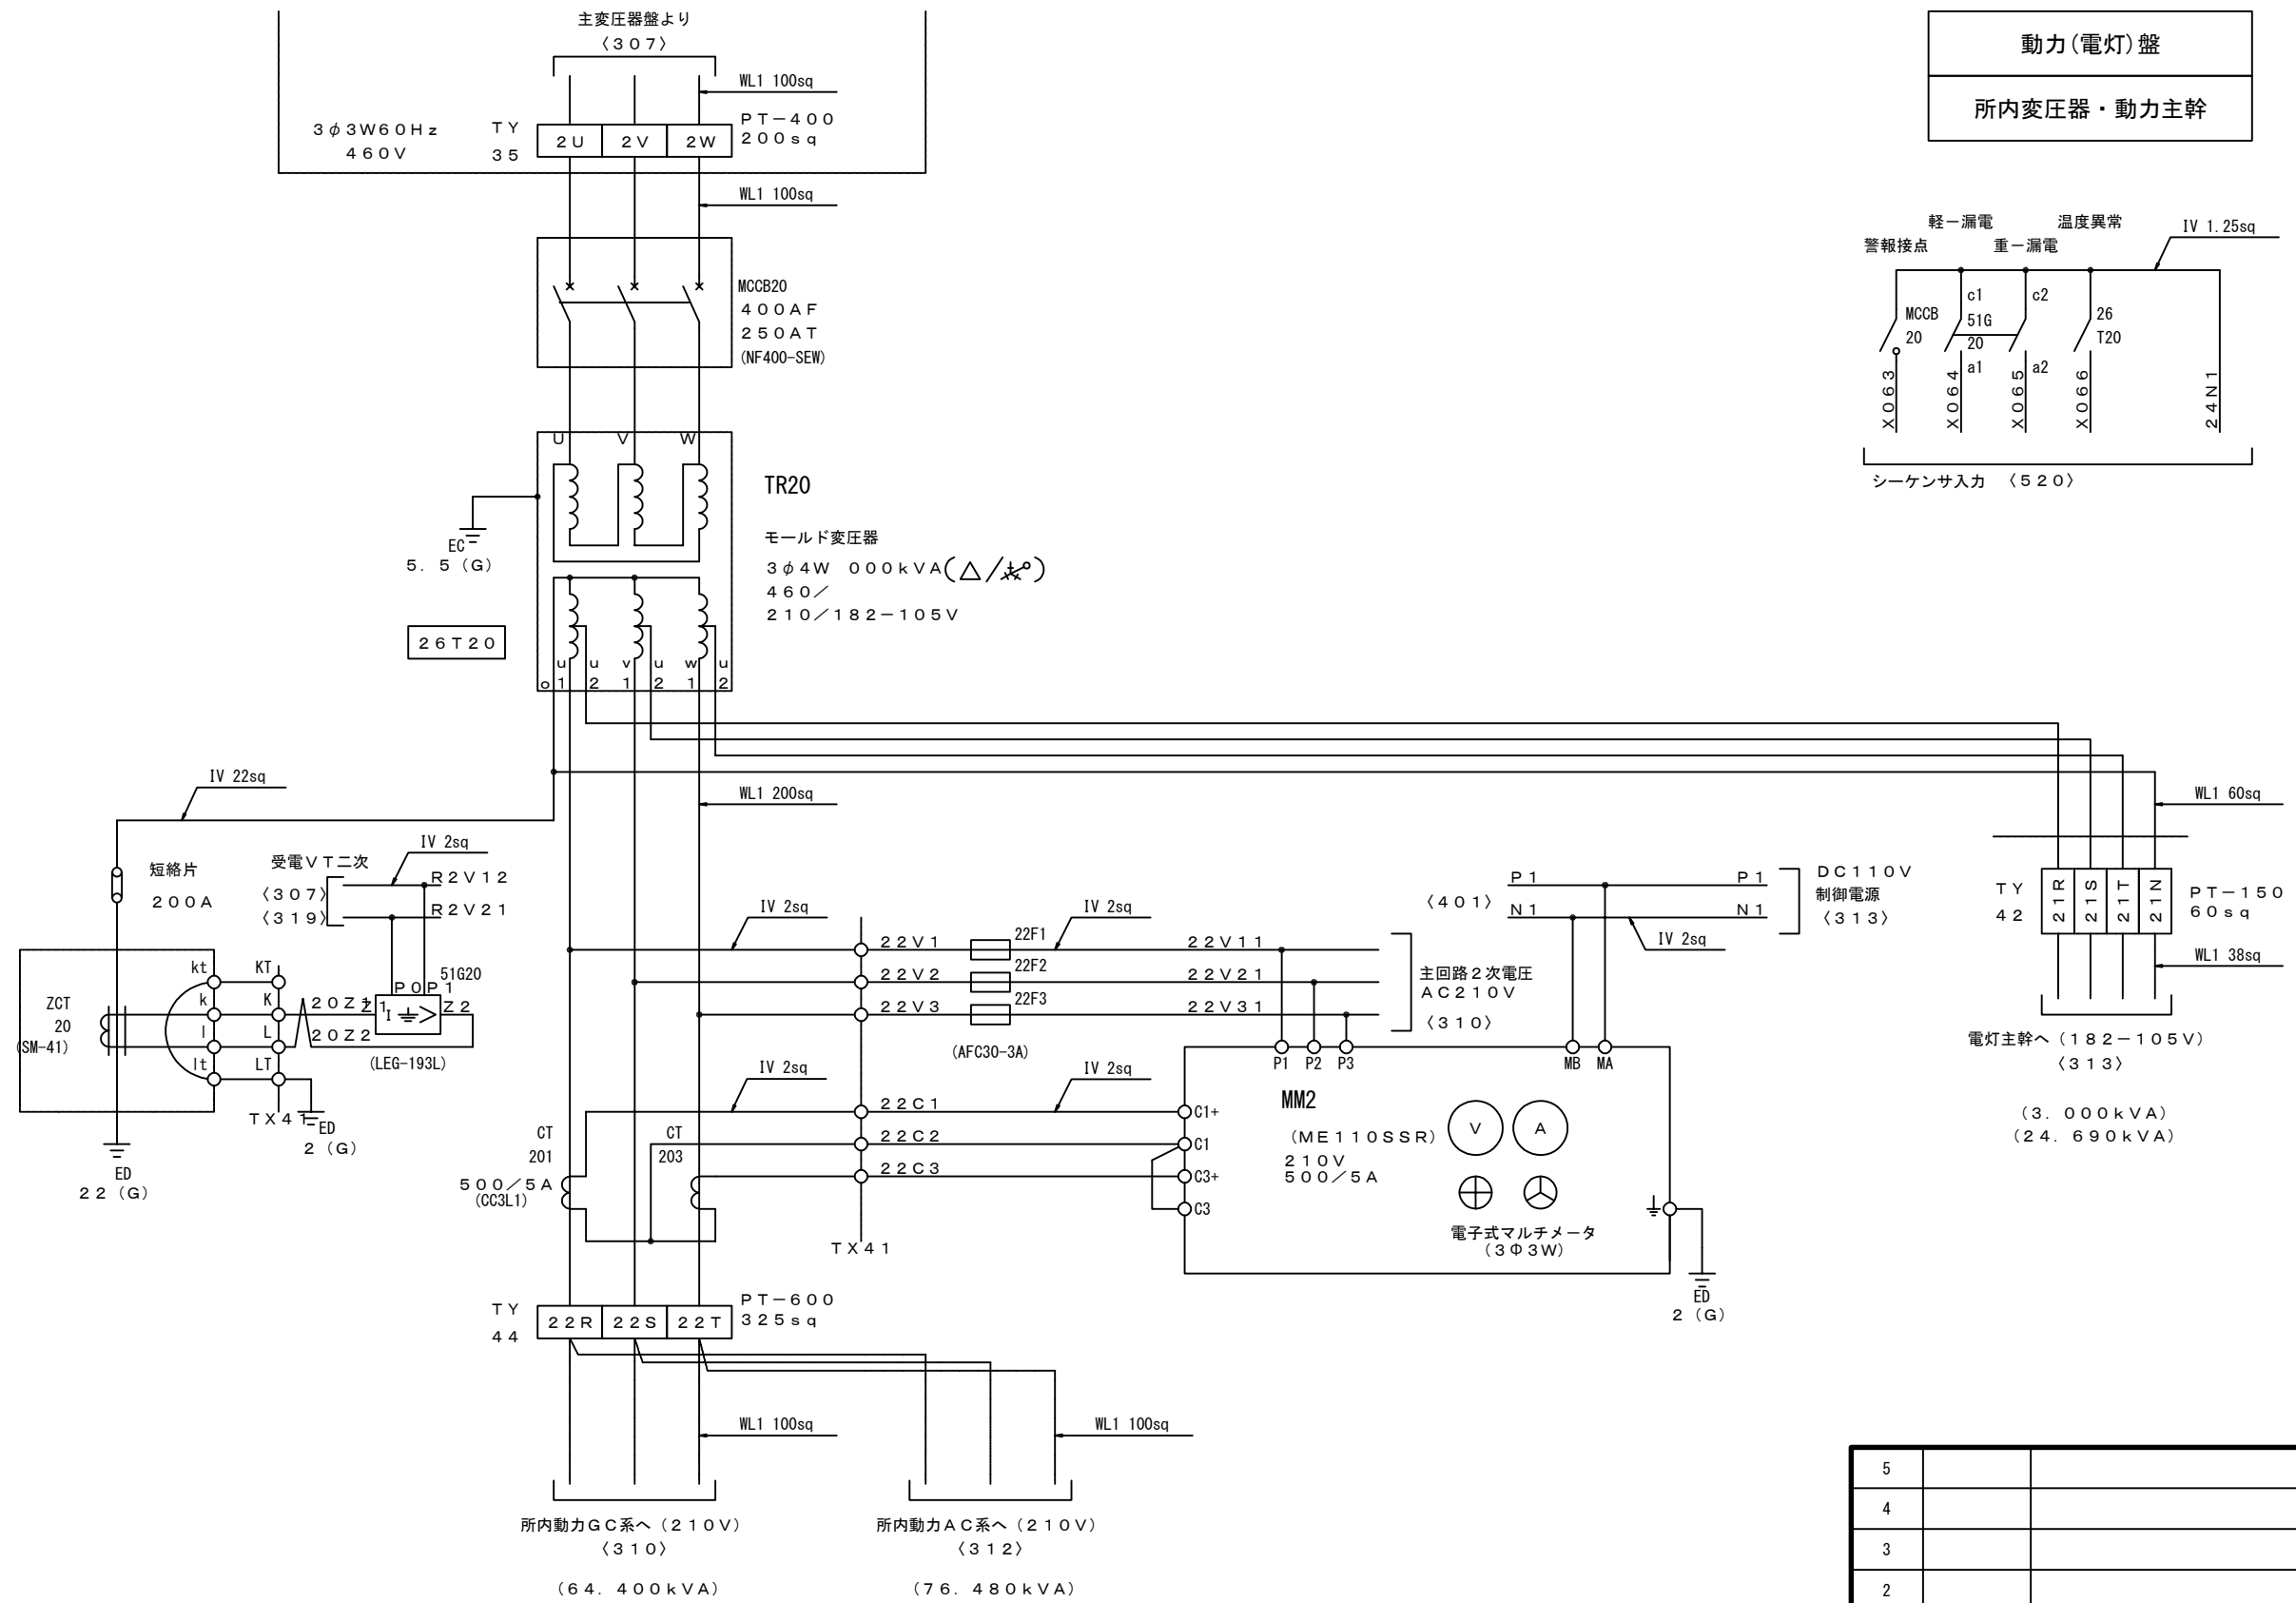 主変圧器盤より
〈３０７〉
WL1 100sq
３φ３Ｗ６０Ｈｚ
４６０Ｖ
ＴＹ
３５
２Ｕ ２Ｖ ２Ｗ
ＰＴ－４００
２００ｓｑ
WL1 100sq
動力(電灯)盤
所内変圧器・動力主幹
MCCB20
４００ＡＦ
２５０ＡＴ
(NF400-SEW)
軽－漏電 温度異常
警報接点 重－漏電
IV 1.25sq
MCCB
20
c1
51G
20
a1
c2
a2
26
T20
Ｘ０６３
Ｘ０６４
Ｘ０６５
Ｘ０６６
２４Ｎ１
シーケンサ入力 〈５２０〉
Ｕ Ｖ Ｗ
TR20
EC
５．５（Ｇ）
モールド変圧器
３φ４Ｗ ０００ｋＶＡ
４６０／
２１０／１８２－１０５Ｖ
２６Ｔ２０
ｕ ｕ ｖ ｕ ｗ ｕ
ｏ １ ２ １ ２ １ ２
IV 22sq
WL1 200sq
WL1 60sq
短絡片
２００Ａ
受電ＶＴ二次
〈３０７〉
〈３１９〉
IV 2sq
Ｒ２Ｖ１２
Ｒ２Ｖ２１
ZCT
20
(SM-41)
kt
k
l
lt
KT
K
L
LT
２０Ｚ１
２０Ｚ２
Ｐ０Ｐ１
51G20
Ｚ１
I
Ｚ２
(LEG-193L)
ＴＸ４１
ED
２（Ｇ）
ED
２２（Ｇ）
IV 2sq
IV 2sq
２２Ｖ１ 22F1 ２２Ｖ１１
２２Ｖ２ 22F2 ２２Ｖ２１
２２Ｖ３ 22F3 ２２Ｖ３１
(AFC30-3A)
主回路２次電圧
ＡＣ２１０Ｖ
〈３１０〉
〈４０１〉
Ｐ１ Ｐ１
Ｎ１ Ｎ１
IV 2sq
ＤＣ１１０Ｖ
制御電源
〈３１３〉
ＴＹ
４２
２１Ｒ
２１Ｓ
２１Ｔ
２１Ｎ
ＰＴ－１５０
６０ｓｑ
WL1 38sq
電灯主幹へ（１８２－１０５Ｖ）
〈３１３〉
（３．０００ｋＶＡ）
（２４．６９０ｋＶＡ）
IV 2sq
IV 2sq
２２Ｃ１
２２Ｃ２
２２Ｃ３
CT
201
CT
203
５００／５Ａ
(CC3L1)
ＴＸ４１
P1 P2 P3 MB MA
C1+
C1
C3+
C3
MM2
（ＭＥ１１０ＳＳＲ）
２１０Ｖ
５００／５Ａ
V A
電子式マルチメータ
（３Φ３Ｗ）
ED
２（Ｇ）
ＴＹ
４４
２２Ｒ ２２Ｓ ２２Ｔ
ＰＴ－６００
３２５ｓｑ
WL1 100sq
WL1 100sq
所内動力ＧＣ系へ（２１０Ｖ）
〈３１０〉
（６４．４００ｋＶＡ）
所内動力ＡＣ系へ（２１０Ｖ）
〈３１２〉
（７６．４８０ｋＶＡ）
5
4
3
2